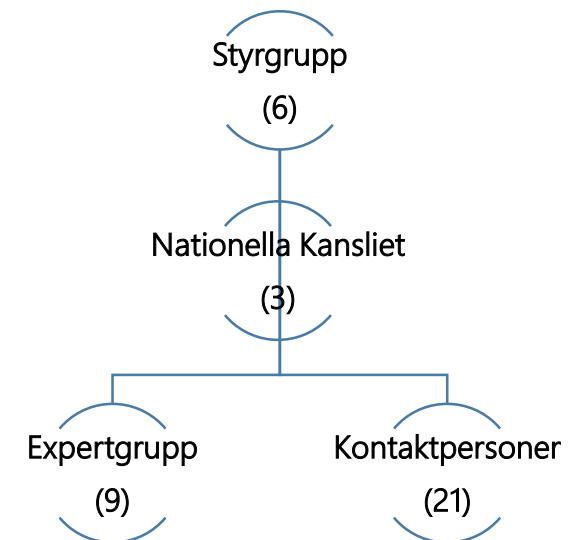 Styrgrupp
(6)
Nationella Kansliet
(3)
Expertgrupp
(9)
Kontaktpersoner
(21)